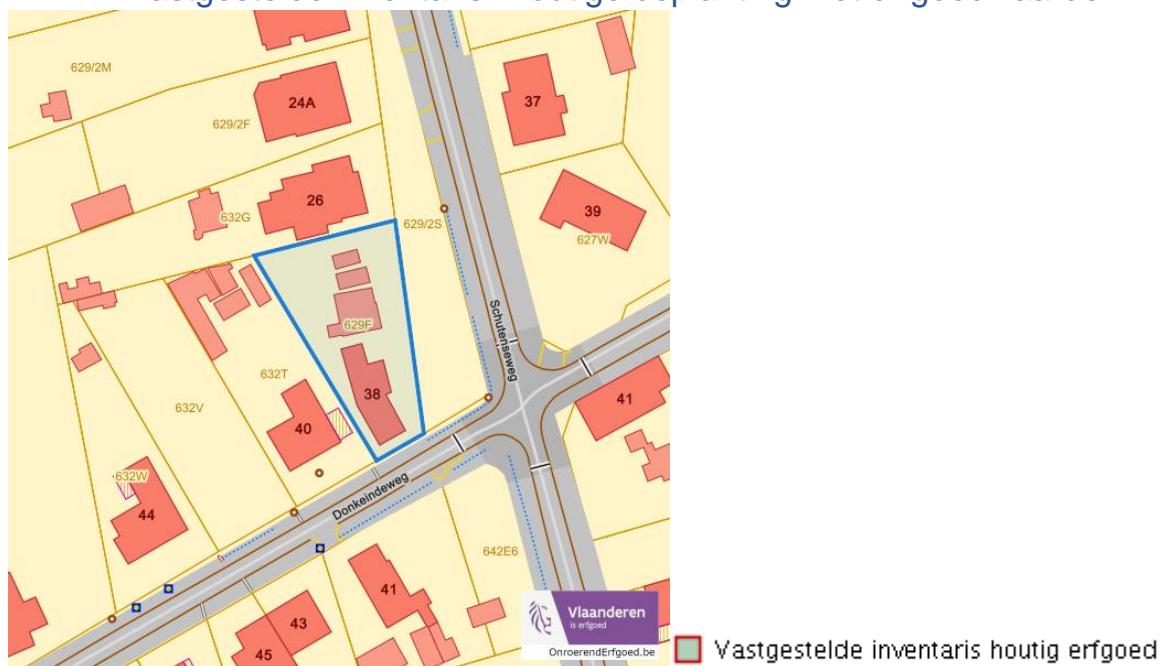 629/2M
24A
629/2F
37
26
632G
629/2S
39
627W
629F
Schutenseweg
632T
38
632V
40
41
632W
44
Donkeindeweg
642E6
41
43
45
Vlaanderen
is erfgoed
OnroerendErfgoed.be
Vastgestelde inventaris houtig erfgoed